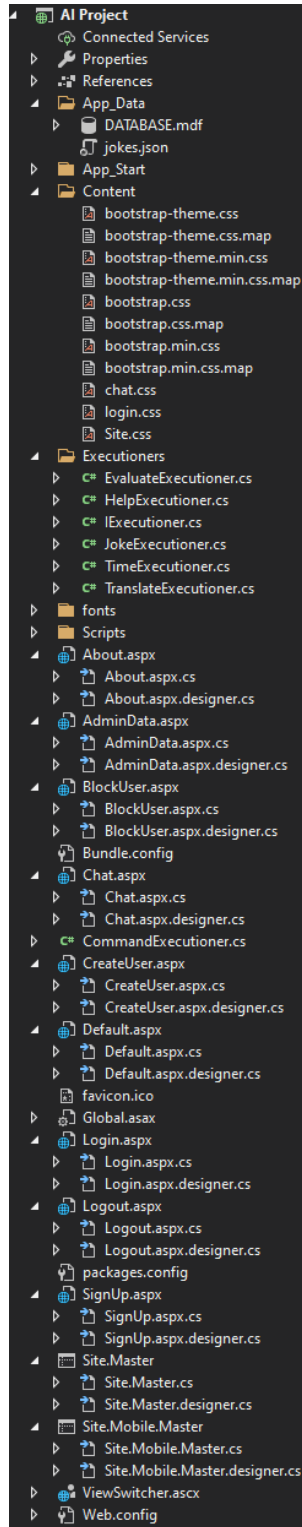 AI Project
Connected Services
Properties
References
App_Data
DATABASE.mdf
jokes.json
App_Start
Content
bootstrap-theme.css
bootstrap-theme.css.map
bootstrap-theme.min.css
bootstrap-theme.min.css.map
bootstrap.css
bootstrap.css.map
bootstrap.min.css
bootstrap.min.css.map
chat.css
login.css
Site.css
Executioners
C# EvaluateExecutioner.cs
C# HelpExecutioner.cs
C# IExecutioner.cs
C# JokeExecutioner.cs
C# TimeExecutioner.cs
C# TranslateExecutioner.cs
fonts
Scripts
About.aspx
About.aspx.cs
About.aspx.designer.cs
AdminData.aspx
AdminData.aspx.cs
AdminData.aspx.designer.cs
BlockUser.aspx
BlockUser.aspx.cs
BlockUser.aspx.designer.cs
Bundle.config
Chat.aspx
Chat.aspx.cs
Chat.aspx.designer.cs
C# CommandExecutioner.cs
CreateUser.aspx
CreateUser.aspx.cs
CreateUser.aspx.designer.cs
Default.aspx
Default.aspx.cs
Default.aspx.designer.cs
favicon.ico
Global.asax
Login.aspx
Login.aspx.cs
Login.aspx.designer.cs
Logout.aspx
Logout.aspx.cs
Logout.aspx.designer.cs
packages.config
SignUp.aspx
SignUp.aspx.cs
SignUp.aspx.designer.cs
Site.Master
Site.Master.cs
Site.Master.designer.cs
Site.Mobile.Master
Site.Mobile.Master.cs
Site.Mobile.Master.designer.cs
ViewSwitcher.ascx
Web.config